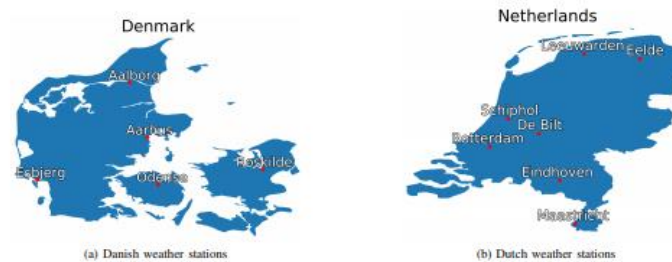 Denmark
Aalborg
Aarhus
Esbjerg
Odense
Roskilde
(a) Danish weather stations
Netherlands
Leeuwarden
Eelde
Schiphol
De Bilt
Rotterdam
Eindhoven
Maastricht
(b) Dutch weather stations